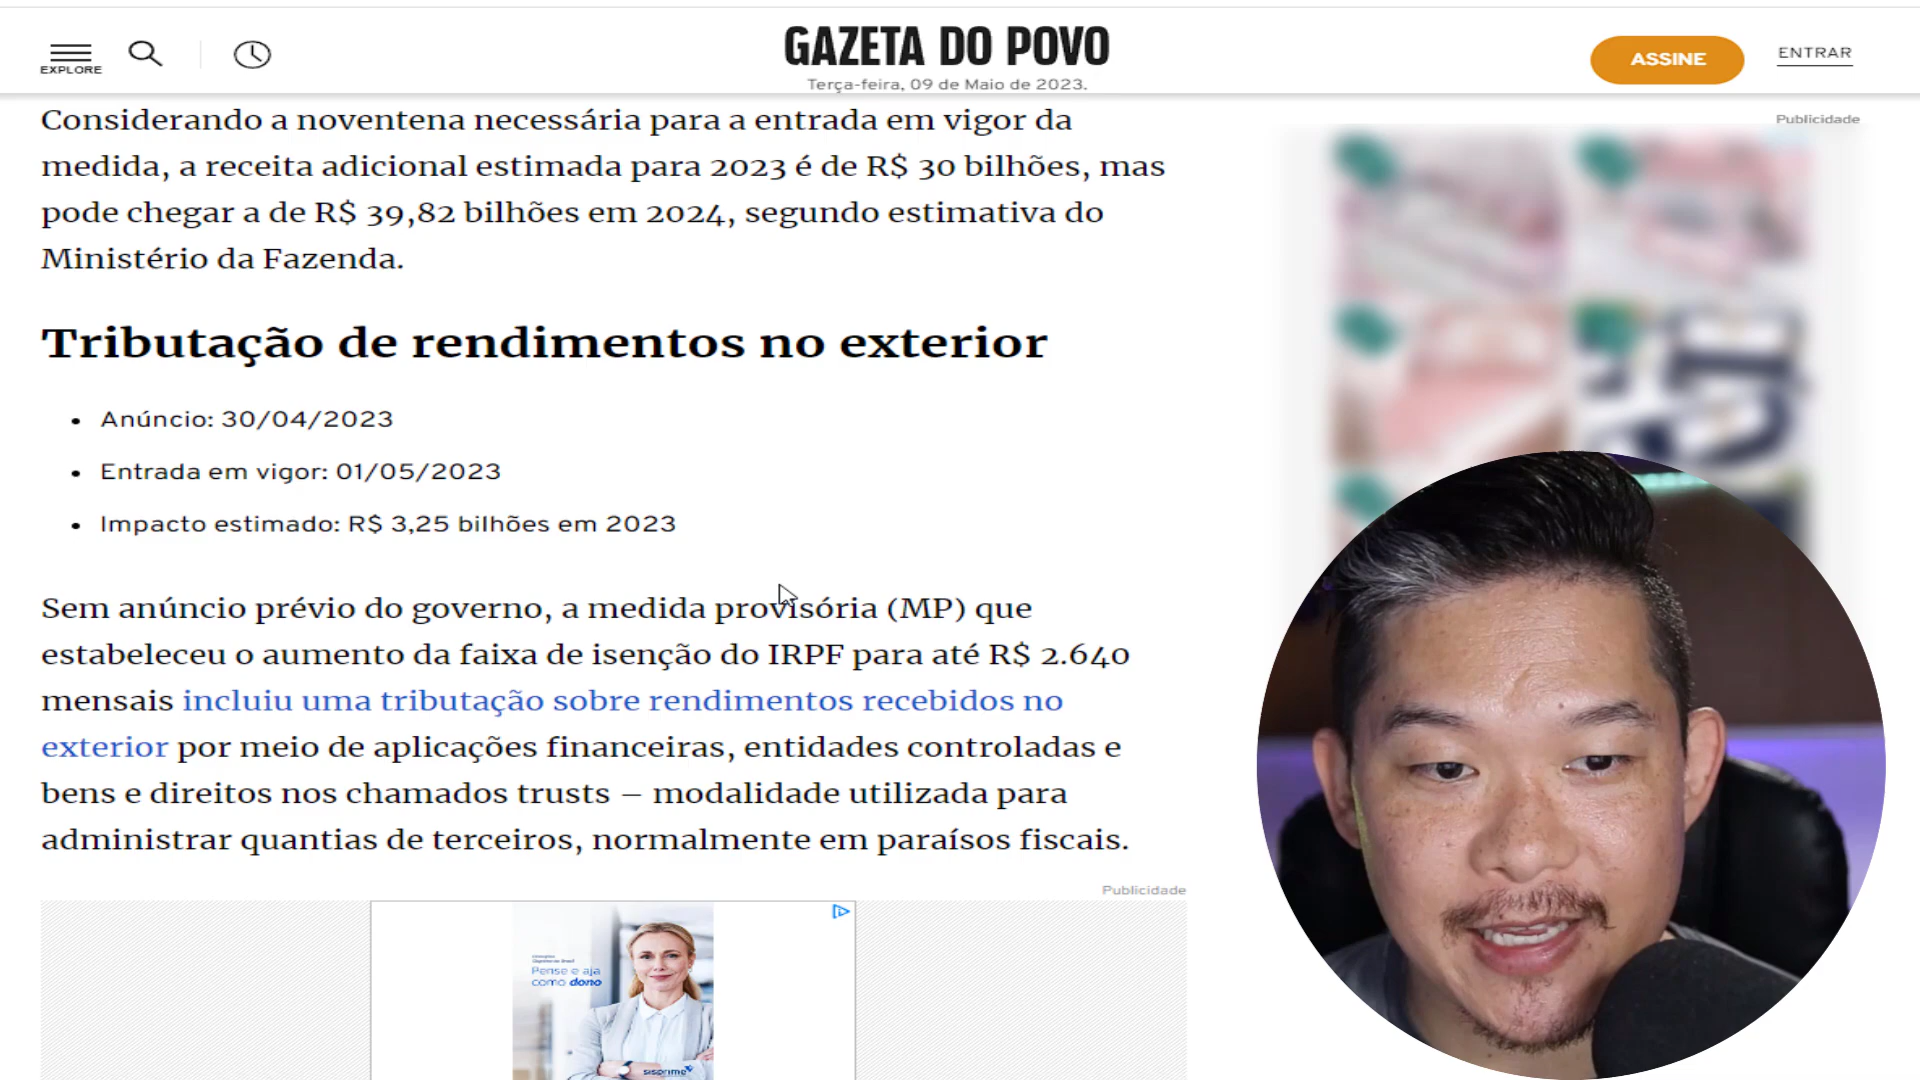 EXPLORE
GAZETA DO POVO
Terça-feira, 09 de Maio de 2023.
ASSINE
ENTRAR
Publicidade
Considerando a noventena necessária para a entrada em vigor da
medida, a receita adicional estimada para 2023 é de R$ 30 bilhões, mas
pode chegar a de R$ 39,82 bilhões em 2024, segundo estimativa do
Ministério da Fazenda.
Tributação de rendimentos no exterior
• Anúncio: 30/04/2023
• Entrada em vigor: 01/05/2023
• Impacto estimado: R$ 3,25 bilhões em 2023
Sem anúncio prévio do governo, a medida provisória (MP) que
estabeleceu o aumento da faixa de isenção do IRPF para até R$ 2.640
mensais incluiu uma tributação sobre rendimentos recebidos no
exterior por meio de aplicações financeiras, entidades controladas e
bens e direitos nos chamados trusts – modalidade utilizada para
administrar quantias de terceiros, normalmente em paraísos fiscais.
Publicidade
Pense e aja
como dono
sisprime